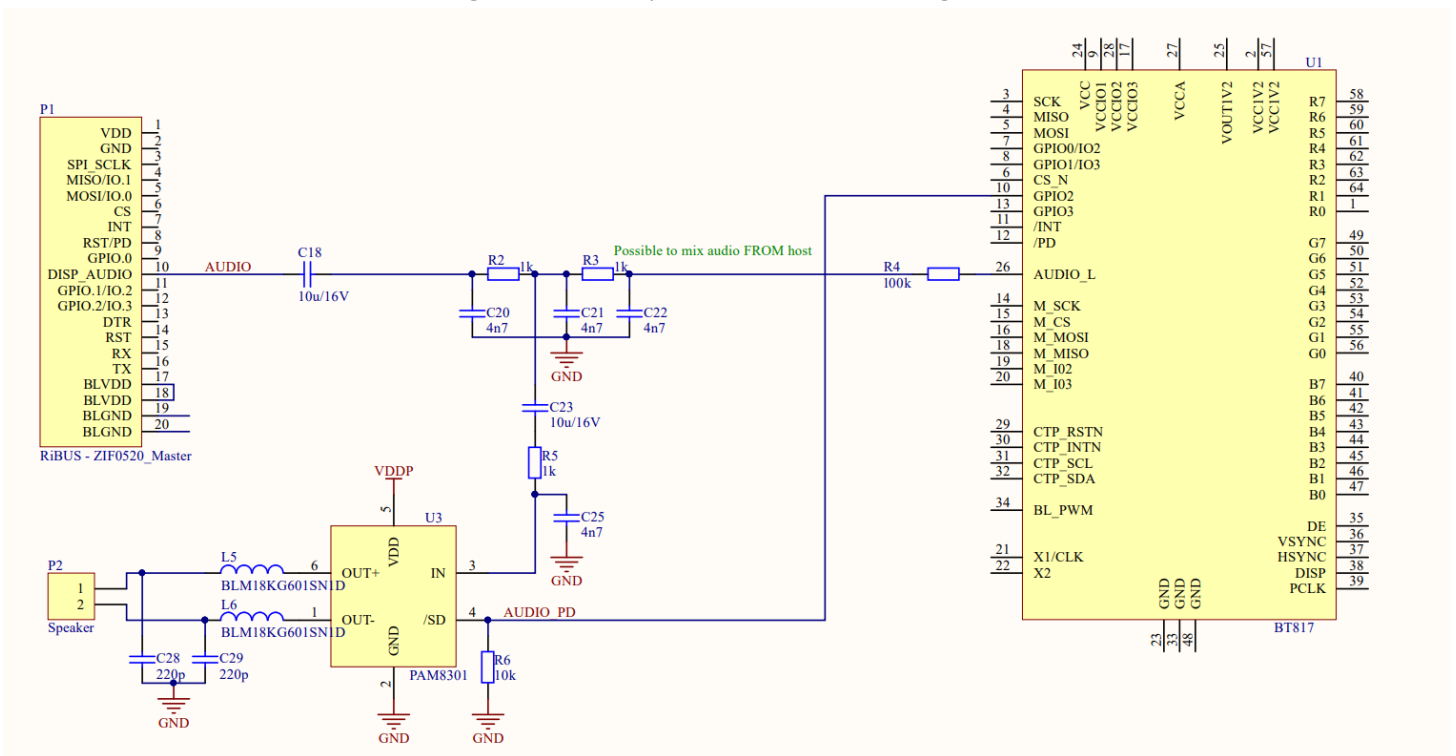 P1
VDD 1
GND 2
SPI_SCLK 3
MISO/IO.1 4
MOSI/IO.0 5
CS 6
INT 7
RST/PD 8
GPIO.0 9
DISP_AUDIO 10
GPIO.1/IO.2 11
GPIO.2/IO.3 12
DTR 13
RST 14
RX 15
TX 16
BLVDD 17
BLVDD 18
BLGND 19
BLGND 20
RiBUS - ZIF0520_Master
AUDIO
C18
10u/16V
R2 1k
R3 1k
Possible to mix audio FROM host
C20
4n7
C21
4n7
C22
4n7
GND
R4
100k
C23
10u/16V
R5
1k
C25
4n7
GND
VDDP
U3
5
VDD
6 OUT+
IN 3
1 OUT-
/SD 4
GND
2
PAM8301
GND
AUDIO_PD
R6
10k
GND
P2
1
2
Speaker
L5
BLM18KG601SN1D
L6
BLM18KG601SN1D
C28
220p
C29
220p
GND
U1
24 VCC
9 VCCIO1
28 VCCIO2
17 VCCIO3
27 VCCA
25 VOUT1V2
2 VCC1V2
57 VCC1V2
3 SCK
4 MISO
5 MOSI
7 GPIO0/IO2
8 GPIO1/IO3
6 CS_N
10 GPIO2
13 GPIO3
11 /INT
12 /PD
26 AUDIO_L
14 M_SCK
15 M_CS
16 M_MOSI
18 M_MISO
19 M_I02
20 M_I03
29 CTP_RSTN
30 CTP_INTN
31 CTP_SCL
32 CTP_SDA
34 BL_PWM
21 X1/CLK
22 X2
R7 58
R6 59
R5 60
R4 61
R3 62
R2 63
R1 64
R0 1
G7 49
G6 50
G5 51
G4 52
G3 53
G2 54
G1 55
G0 56
B7 40
B6 41
B5 42
B4 43
B3 44
B2 45
B1 46
B0 47
DE 35
VSYNC 36
HSYNC 37
DISP 38
PCLK 39
GND 23
GND 33
GND 48
BT817